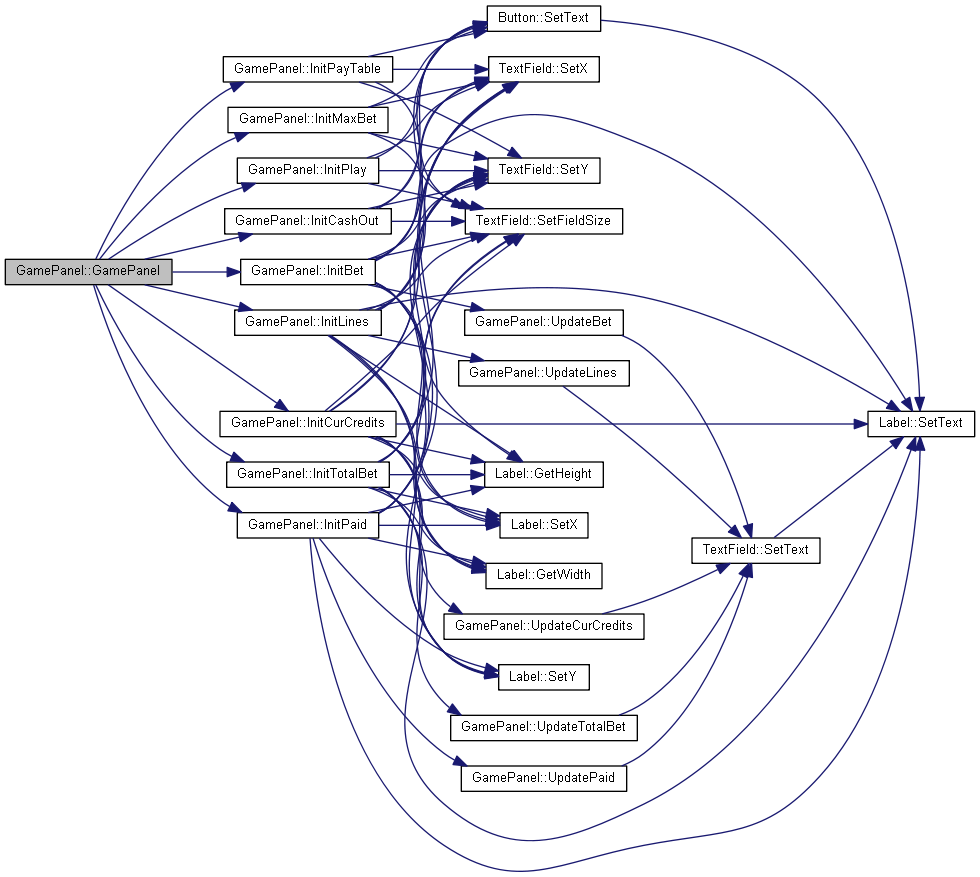 GamePanel::GamePanel
GamePanel::InitPayTable
GamePanel::InitMaxBet
GamePanel::InitPlay
GamePanel::InitCashOut
GamePanel::InitBet
GamePanel::InitLines
GamePanel::InitCurCredits
GamePanel::InitTotalBet
GamePanel::InitPaid
Button::SetText
TextField::SetX
TextField::SetY
TextField::SetFieldSize
GamePanel::UpdateBet
GamePanel::UpdateLines
Label::GetHeight
Label::SetX
Label::GetWidth
GamePanel::UpdateCurCredits
Label::SetY
GamePanel::UpdateTotalBet
GamePanel::UpdatePaid
TextField::SetText
Label::SetText